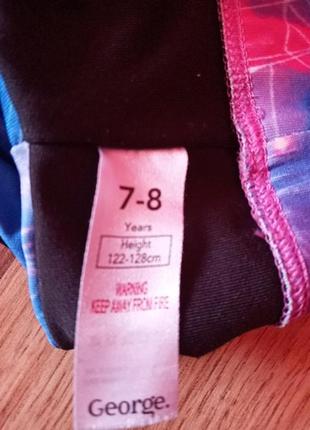 7-8
Years
Height
122-128cm
WARNING
KEEP AWAY FROM FIRE
George.